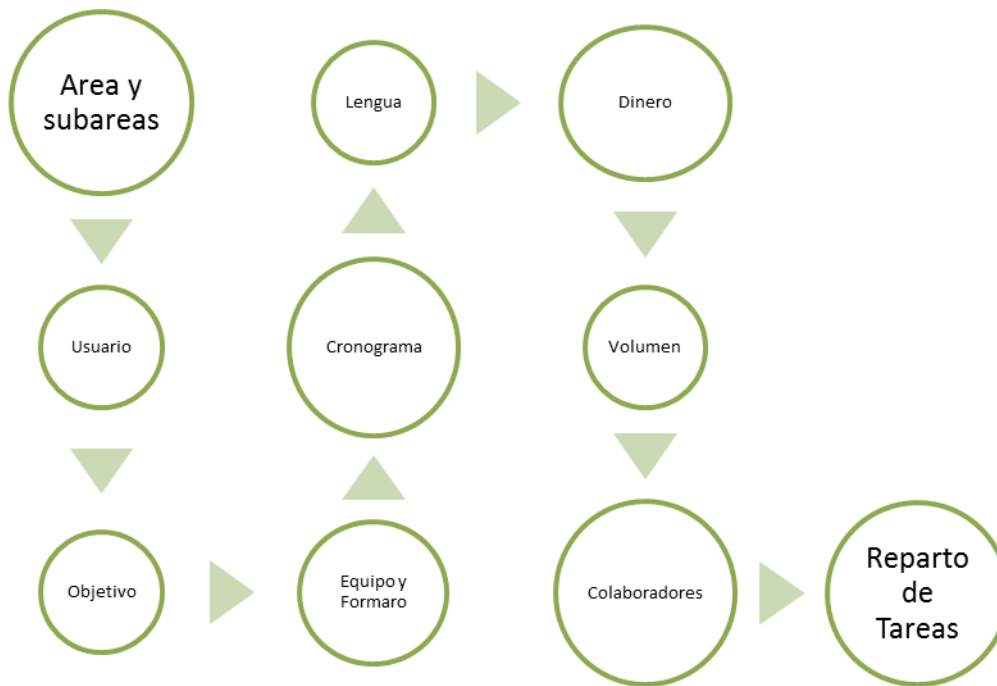 Area y
subareas
Usuario
Objetivo
Equipo y
Formaro
Cronograma
Lengua
Dinero
Volumen
Colaboradores
Reparto
de
Tareas